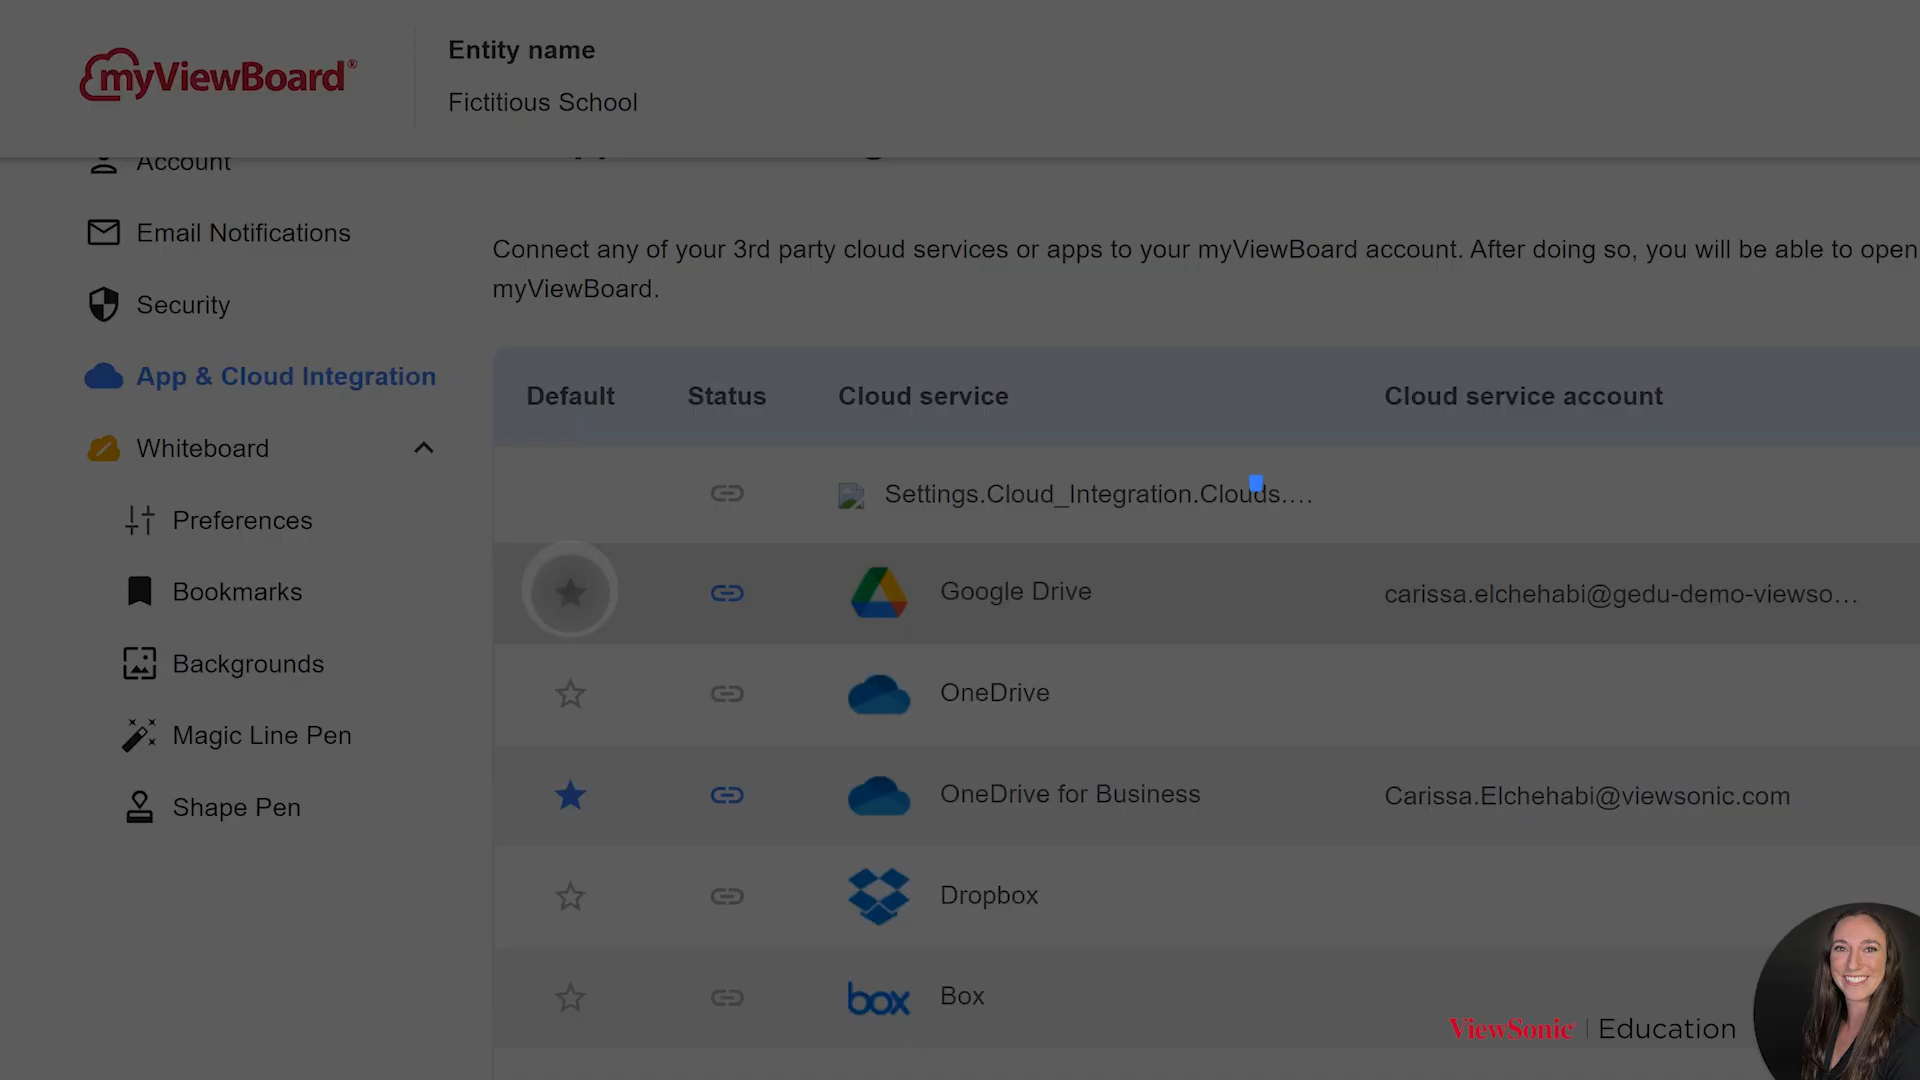 myViewBoard®
Entity name
Fictitious School
Account
Email Notifications
Security
App & Cloud Integration
Whiteboard
Preferences
Bookmarks
Backgrounds
Magic Line Pen
Shape Pen
Connect any of your 3rd party cloud services or apps to your myViewBoard account. After doing so, you will be able to open
myViewBoard.
Default Status Cloud service Cloud service account
Settings.Cloud_Integration.Clouds....
Google Drive carissa.elchehabi@gedu-demo-viewso...
OneDrive
OneDrive for Business Carissa.Elchehabi@viewsonic.com
Dropbox
box Box
ViewSonic | Education